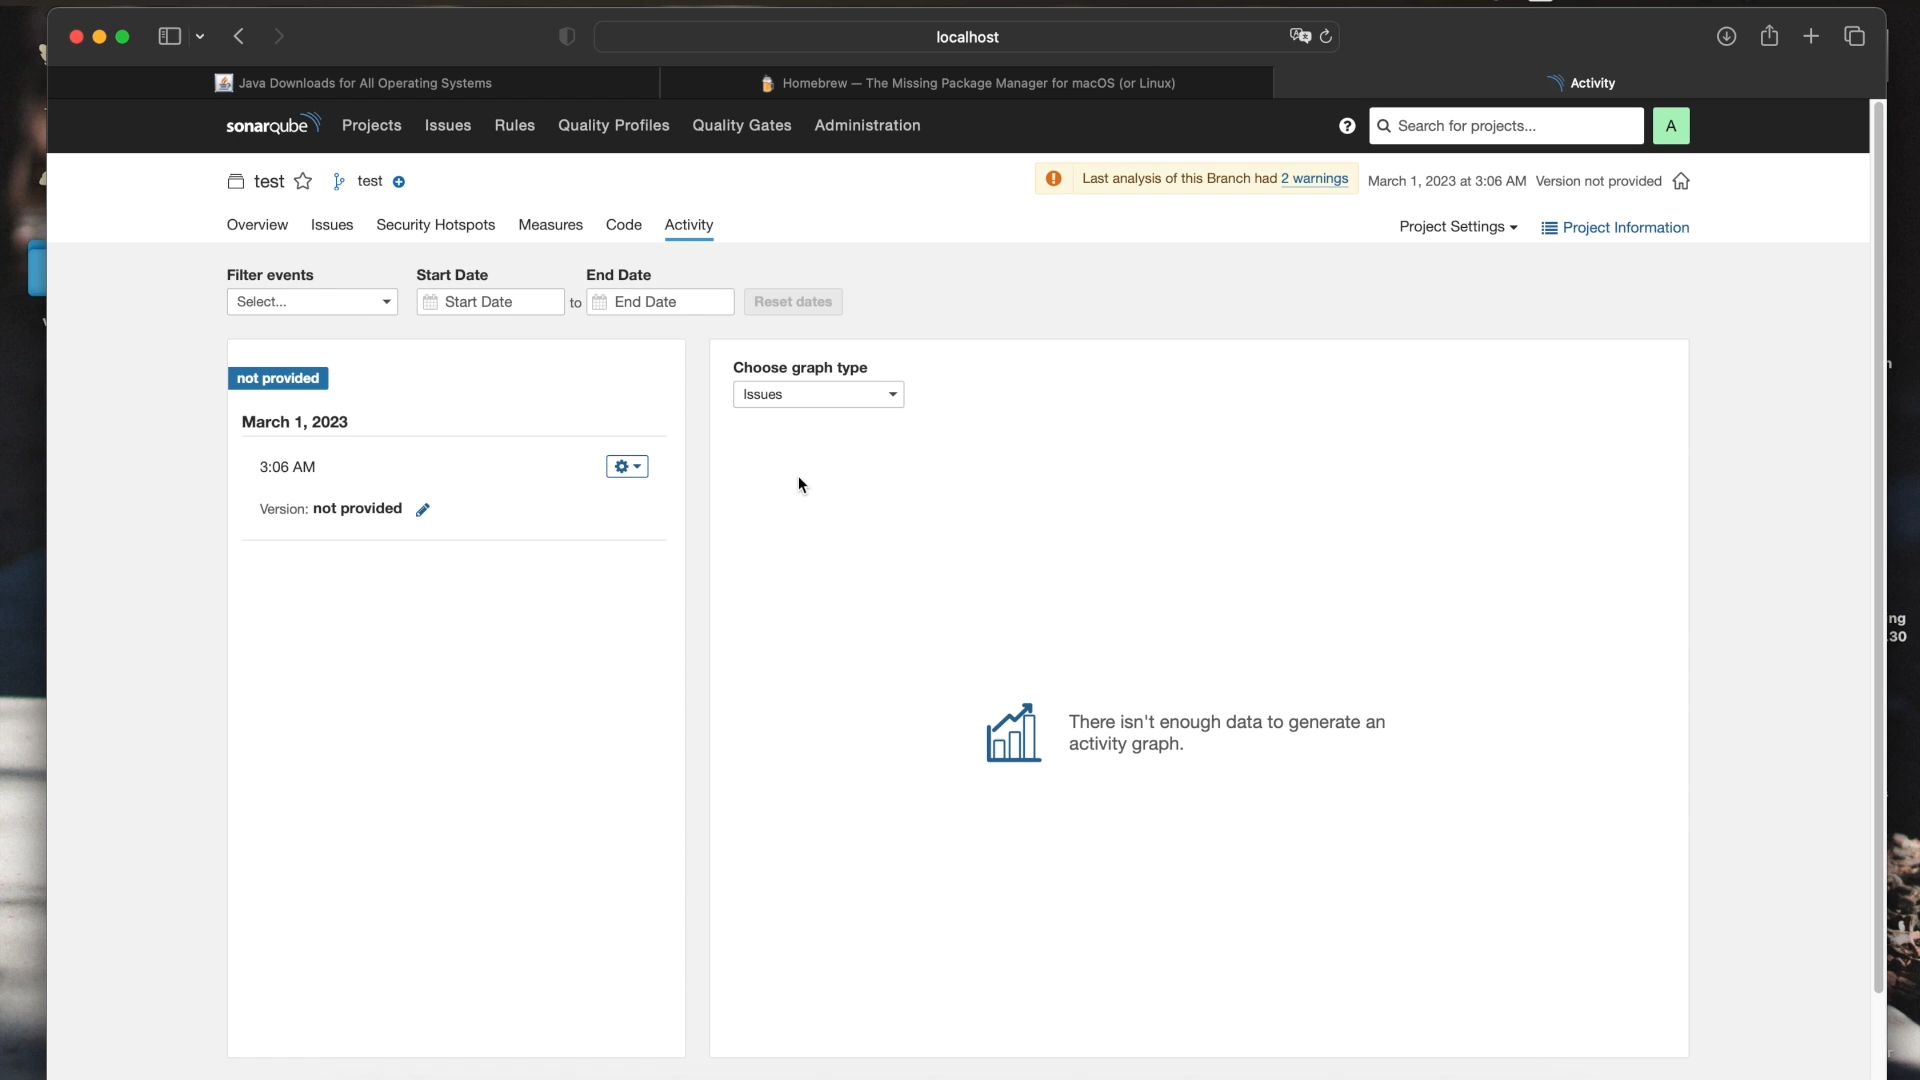 localhost
Java Downloads for All Operating Systems
Homebrew — The Missing Package Manager for macOS (or Linux)
Activity
sonarqube
Projects
Issues
Rules
Quality Profiles
Quality Gates
Administration
Search for projects...
A
test
test
Last analysis of this Branch had 2 warnings
March 1, 2023 at 3:06 AM
Version not provided
Overview
Issues
Security Hotspots
Measures
Code
Activity
Project Settings
Project Information
Filter events
Start Date
End Date
Select...
Start Date
to
End Date
Reset dates
not provided
March 1, 2023
3:06 AM
Version: not provided
Choose graph type
Issues
There isn't enough data to generate an
activity graph.
ng
.30